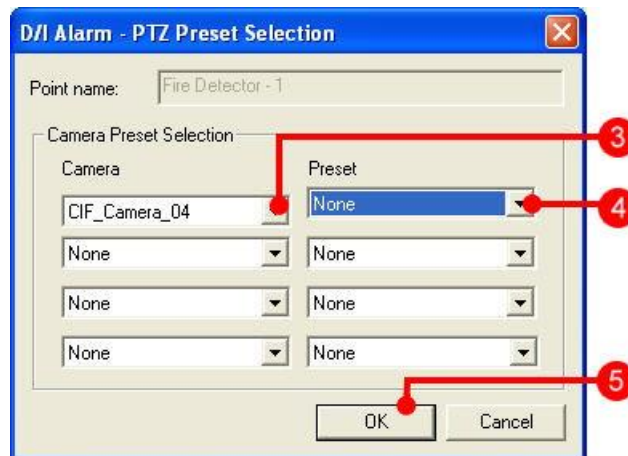 D/I Alarm - PTZ Preset Selection
Point name: Fire Detector - 1
Camera Preset Selection
3
Camera Preset
CIF_Camera_04 None
4
None None
None None
None None
5
OK Cancel